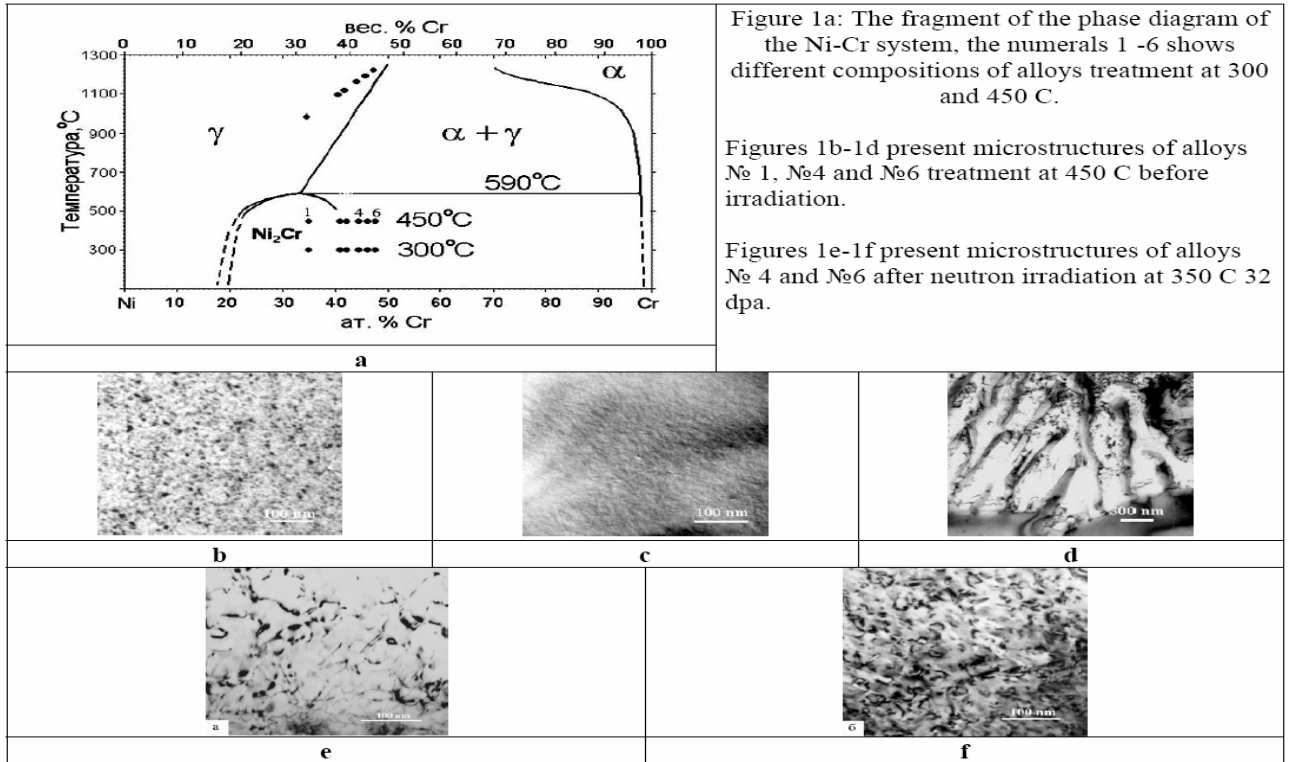 вес. % Cr
0 10 20 30 40 50 60 70 80 90 100
1300
1100
900
700
500
300
Температура,°C
α
γ
α + γ
590°C
1 4 6
450°C
Ni₂Cr
300°C
Ni 10 20 30 40 50 60 70 80 90 Cr
ат. % Cr
a
Figure 1a: The fragment of the phase diagram of
the Ni-Cr system, the numerals 1 -6 shows
different compositions of alloys treatment at 300
and 450 C.
Figures 1b-1d present microstructures of alloys
№ 1, №4 and №6 treatment at 450 C before
irradiation.
Figures 1e-1f present microstructures of alloys
№ 4 and №6 after neutron irradiation at 350 C 32
dpa.
100 nm
100 nm
500 nm
b
c
d
а
100 nm
б
100 nm
e
f